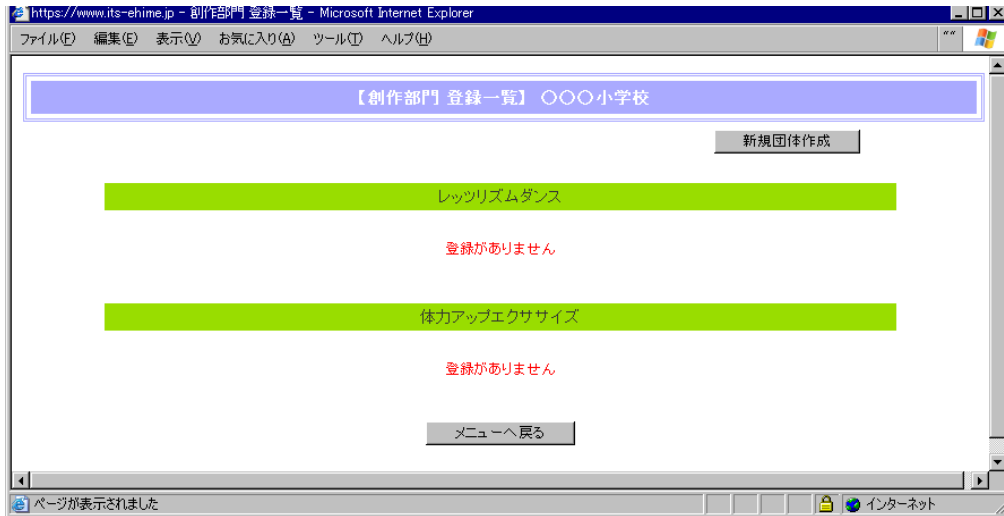 https://www.its-ehime.jp - 創作部門 登録一覧 - Microsoft Internet Explorer
ファイル(F) 編集(E) 表示(V) お気に入り(A) ツール(T) ヘルプ(H)
【創作部門 登録一覧】 〇〇〇小学校
新規団体作成
レッツリズムダンス
登録がありません
体力アップエクササイズ
登録がありません
メニューへ戻る
ページが表示されました
インターネット